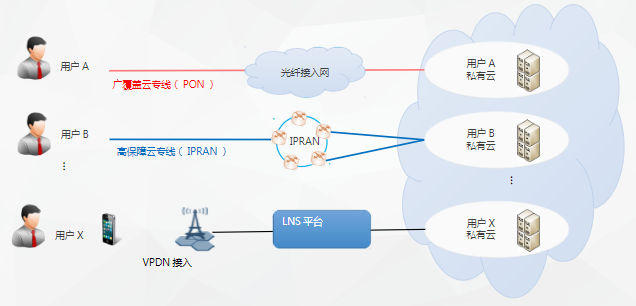 用户 A
广覆盖云专线（ PON ）
光纤接入网
用户 A
私有云
用户 B
高保障云专线（ IPRAN ）
IPRAN
用户 B
私有云
…
…
用户 X
VPDN 接入
LNS 平台
用户 X
私有云